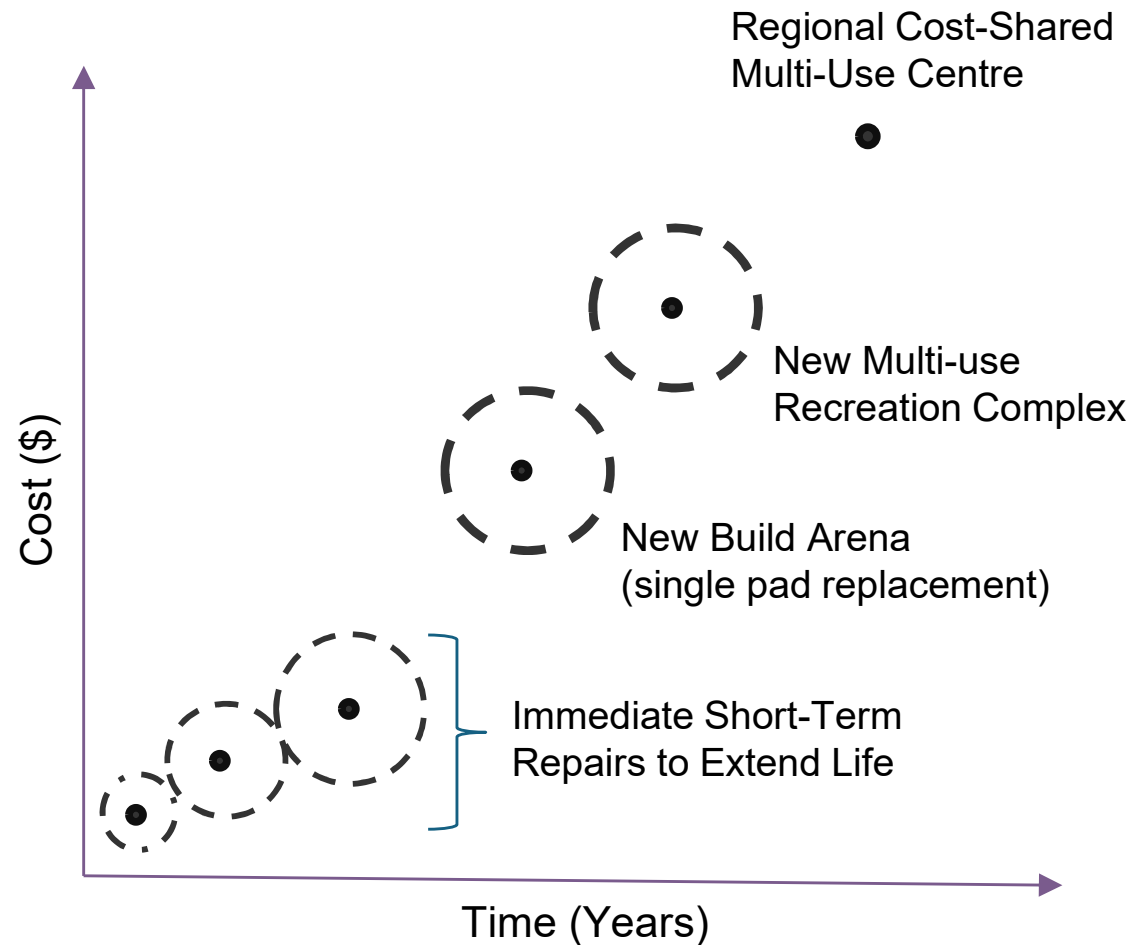 Regional Cost-Shared
Multi-Use Centre
New Multi-use
Recreation Complex
Cost ($)
New Build Arena
(single pad replacement)
Immediate Short-Term
Repairs to Extend Life
Time (Years)